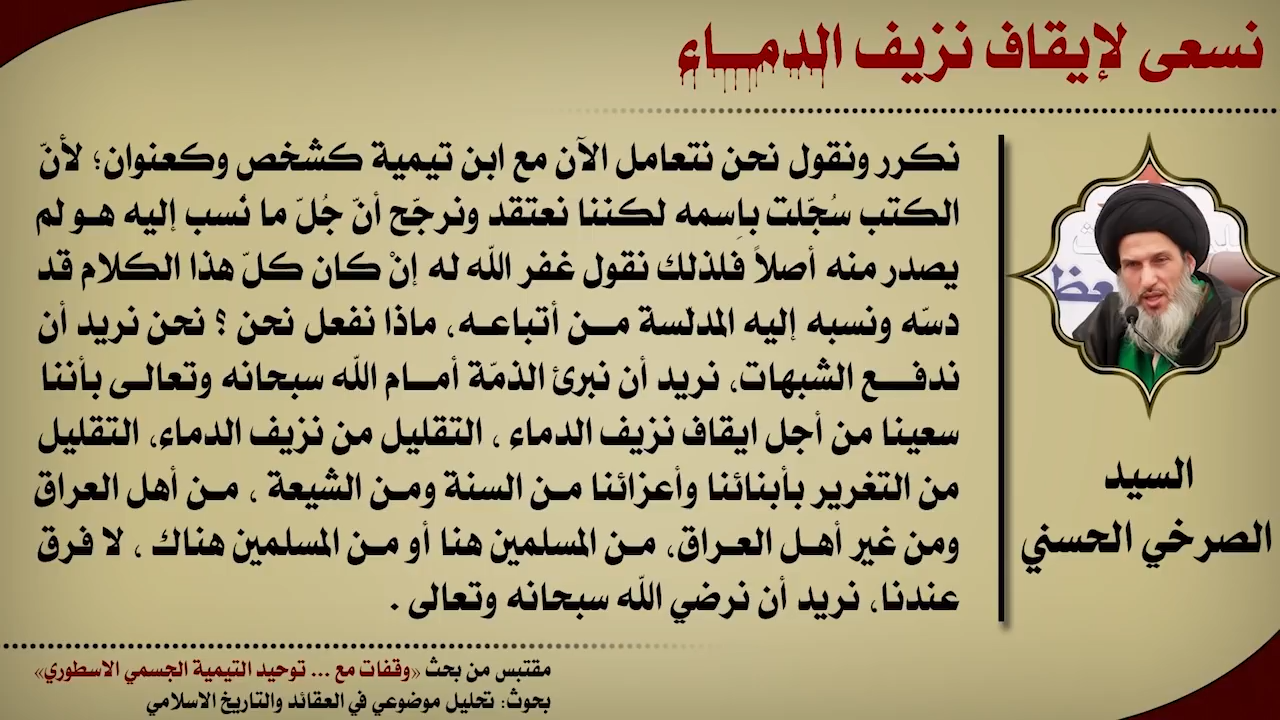 نسعى لإيقاف نزيف الدماء
نكرر ونقول نحن نتعامل الآن مع ابن تيمية كشخص وكعنوان؛ لأنّ
الكتب سُجّلت بإسمه لكننا نعتقد ونرجّح أنّ جُلّ ما نُسب إليه هو لم
يصدر منه أصلاً فلذلك نقول غفر الله له إنْ كان كلّ هذا الكلام قد
دسّه ونسبه إليه المدلّسة من أتباعه، ماذا نفعل نحن ؟ نحن نريد أن
ندفع الشبهات، نريد أن نبرئ الذمّة أمام الله سبحانه وتعالى بأننا
سعينا من أجل ايقاف نزيف الدماء ، التقليل من نزيف الدماء، التقليل
من التغرير بأبنائنا وأعزائنا من السنة ومن الشيعة ، من أهل العراق
ومن غير أهل العراق، من المسلمين هنا أو من المسلمين هناك ، لا فرق
عندنا، نريد أن نرضي الله سبحانه وتعالى .
السيد
الصرخي الحسني
مقتبس من بحث «وقفات مع ... توحيد التيمية الجسمي الاسطوري»
بحوث: تحليل موضوعي في العقائد والتاريخ الاسلامي